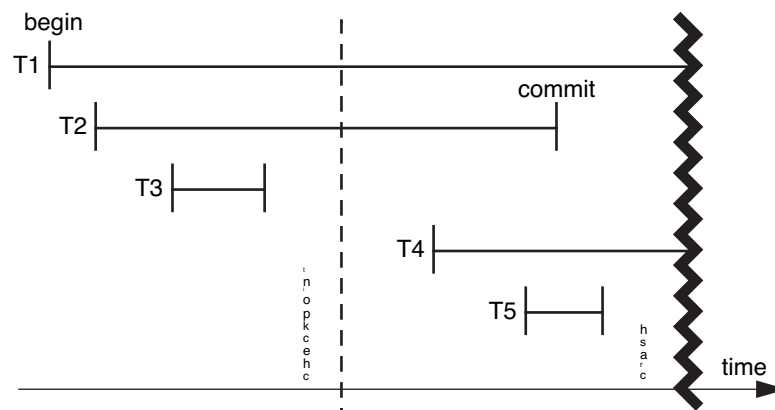 begin
T1
commit
T2
T3
T4
checkpoint
T5
crash
time